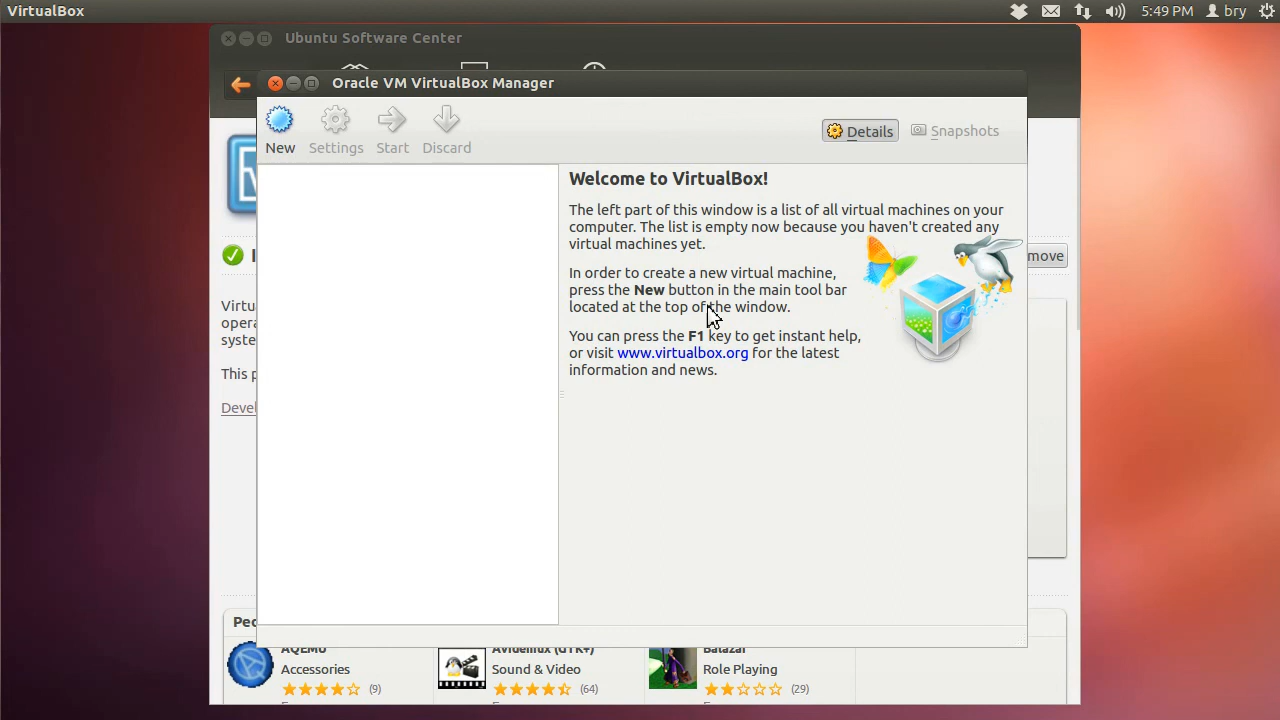 VirtualBox
5:49 PM
bry
Ubuntu Software Center
Oracle VM VirtualBox Manager
New
Settings
Start
Discard
Details
Snapshots
Welcome to VirtualBox!
The left part of this window is a list of all virtual machines on your
computer. The list is empty now because you haven't created any
virtual machines yet.
In order to create a new virtual machine,
press the New button in the main tool bar
located at the top of the window.
You can press the F1 key to get instant help,
or visit www.virtualbox.org for the latest
information and news.
move
Virtu
opera
syste
This p
Devel
Peo
AQEMU
Accessories
(9)
Avidemux (GTK+)
Sound & Video
(64)
Balazar
Role Playing
(29)